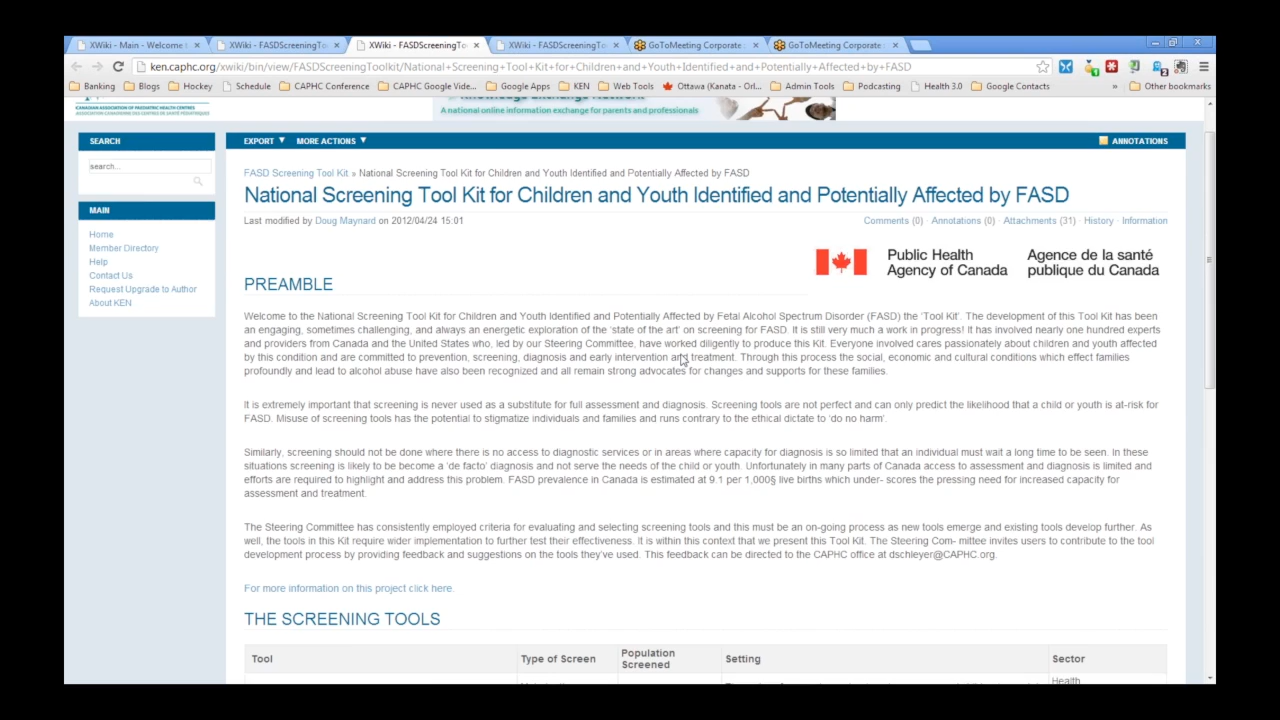 XWiki - Main - Welcome t
XWiki - FASDScreeningTo
XWiki - FASDScreeningTo
XWiki - FASDScreeningTo
GoToMeeting Corporate :
GoToMeeting Corporate :
ken.caphc.org/xwiki/bin/view/FASDScreeningToolkit/National+Screening+Tool+Kit+for+Children+and+Youth+Identified+and+Potentially+Affected+by+FASD
Banking Blogs Hockey Schedule CAPHC Conference CAPHC Google Vide... Google Apps KEN Web Tools Ottawa (Kanata - Orl... Admin Tools Podcasting Health 3.0 Google Contacts » Other bookmarks
CANADIAN ASSOCIATION OF PAEDIATRIC HEALTH CENTRES
ASSOCIATION CANADIENNE DES CENTRES DE SANTÉ PÉDIATRIQUES
a national online information exchange for parents and professionals
SEARCH
search...
MAIN
Home
Member Directory
Help
Contact Us
Request Upgrade to Author
About KEN
EXPORT MORE ACTIONS ANNOTATIONS
FASD Screening Tool Kit » National Screening Tool Kit for Children and Youth Identified and Potentially Affected by FASD
National Screening Tool Kit for Children and Youth Identified and Potentially Affected by FASD
Last modified by Doug Maynard on 2012/04/24 15:01
Comments (0) · Annotations (0) · Attachments (31) · History · Information
Public Health
Agency of Canada
Agence de la santé
publique du Canada
PREAMBLE
Welcome to the National Screening Tool Kit for Children and Youth Identified and Potentially Affected by Fetal Alcohol Spectrum Disorder (FASD) the 'Tool Kit'. The development of this Tool Kit has been
an engaging, sometimes challenging, and always an energetic exploration of the 'state of the art' on screening for FASD. It is still very much a work in progress! It has involved nearly one hundred experts
and providers from Canada and the United States who, led by our Steering Committee, have worked diligently to produce this Kit. Everyone involved cares passionately about children and youth affected
by this condition and are committed to prevention, screening, diagnosis and early intervention and treatment. Through this process the social, economic and cultural conditions which effect families
profoundly and lead to alcohol abuse have also been recognized and all remain strong advocates for changes and supports for these families.
It is extremely important that screening is never used as a substitute for full assessment and diagnosis. Screening tools are not perfect and can only predict the likelihood that a child or youth is at-risk for
FASD. Misuse of screening tools has the potential to stigmatize individuals and families and runs contrary to the ethical dictate to 'do no harm'.
Similarly, screening should not be done where there is no access to diagnostic services or in areas where capacity for diagnosis is so limited that an individual must wait a long time to be seen. In these
situations screening is likely to become a 'de facto' diagnosis and not serve the needs of the child or youth. Unfortunately in many parts of Canada access to assessment and diagnosis is limited and
efforts are required to highlight and address this problem. FASD prevalence in Canada is estimated at 9.1 per 1,000§ live births which under- scores the pressing need for increased capacity for
assessment and treatment.
The Steering Committee has consistently employed criteria for evaluating and selecting screening tools and this must be an on-going process as new tools emerge and existing tools develop further. As
well, the tools in this Kit require wider implementation to further test their effectiveness. It is within this context that we present this Tool Kit. The Steering Com- mittee invites users to contribute to the tool
development process by providing feedback and suggestions on the tools they've used. This feedback can be directed to the CAPHC office at dschleyer@CAPHC.org.
For more information on this project click here.
THE SCREENING TOOLS
Tool
Type of Screen
Population
Screened
Setting
Sector
Health